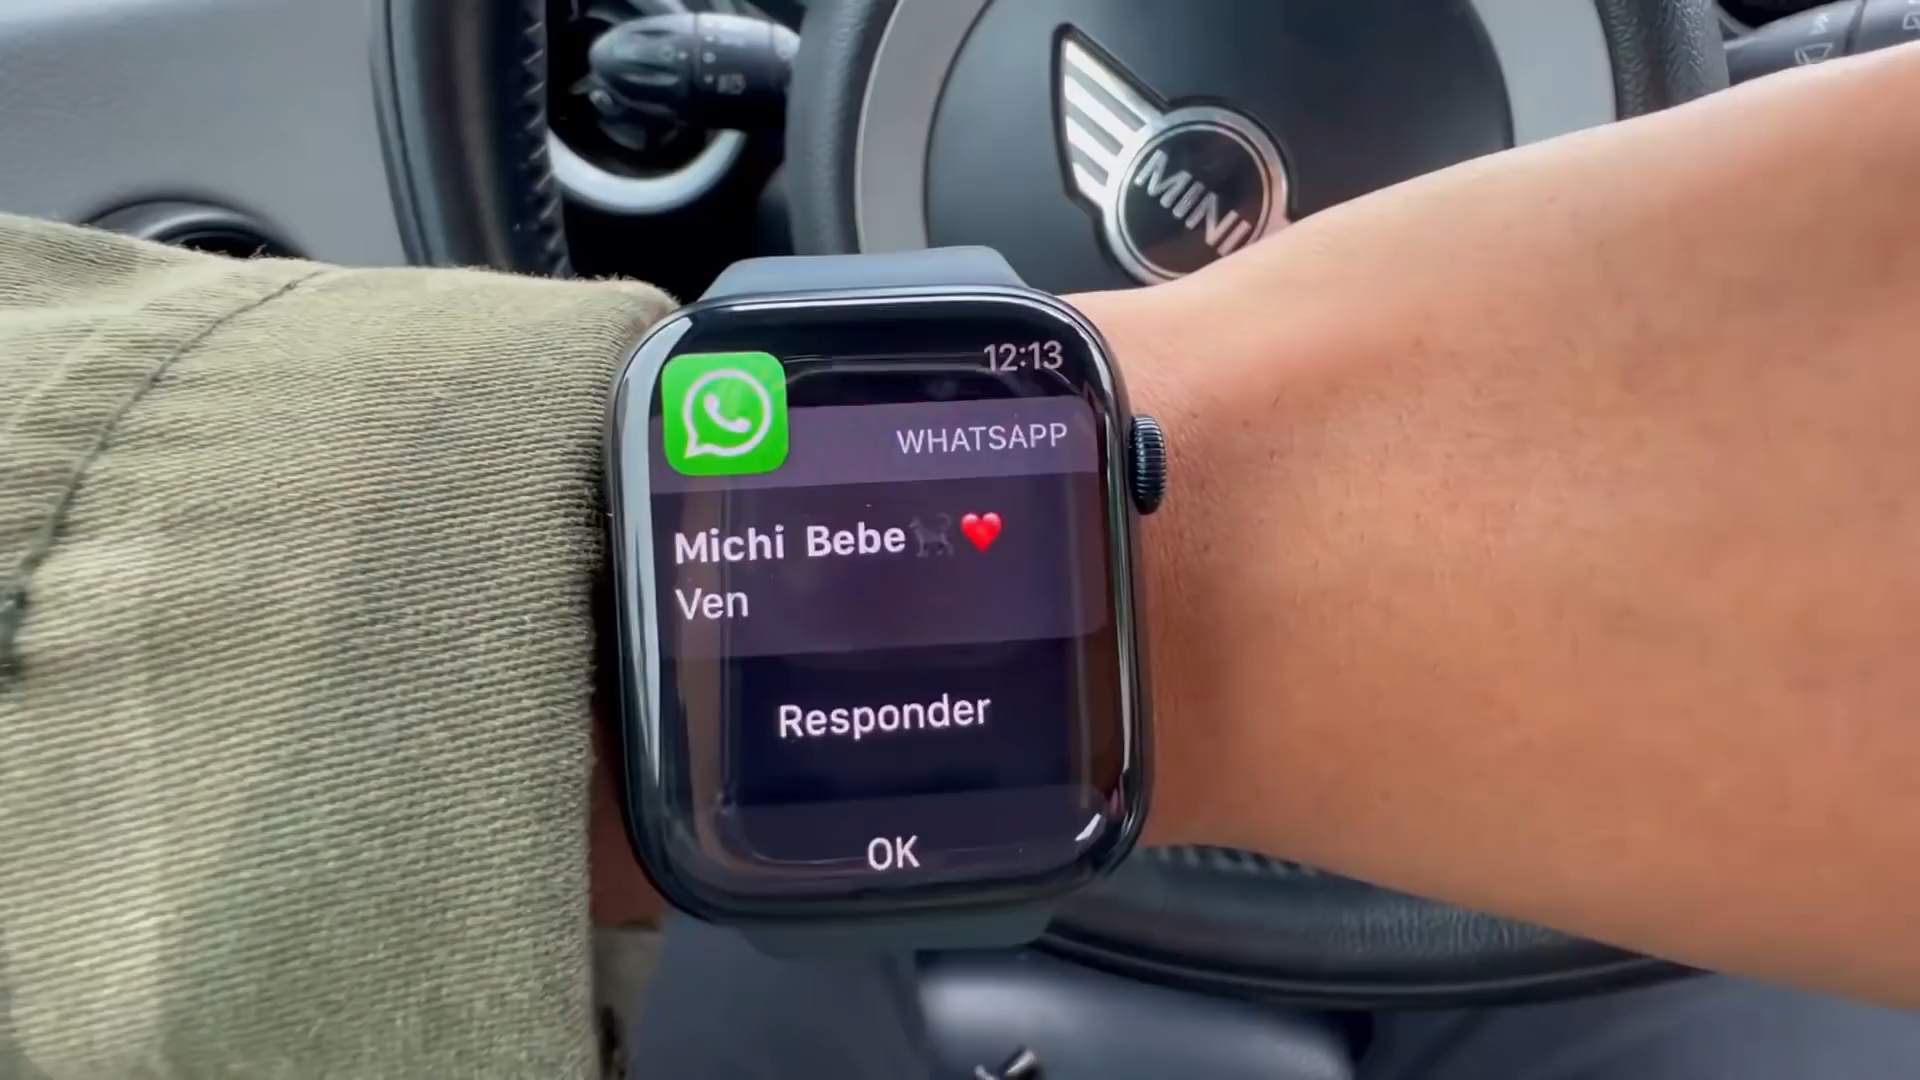 MINI
12:13
WHATSAPP
Michi Bebe🐈‍⬛❤️
Ven
Responder
OK